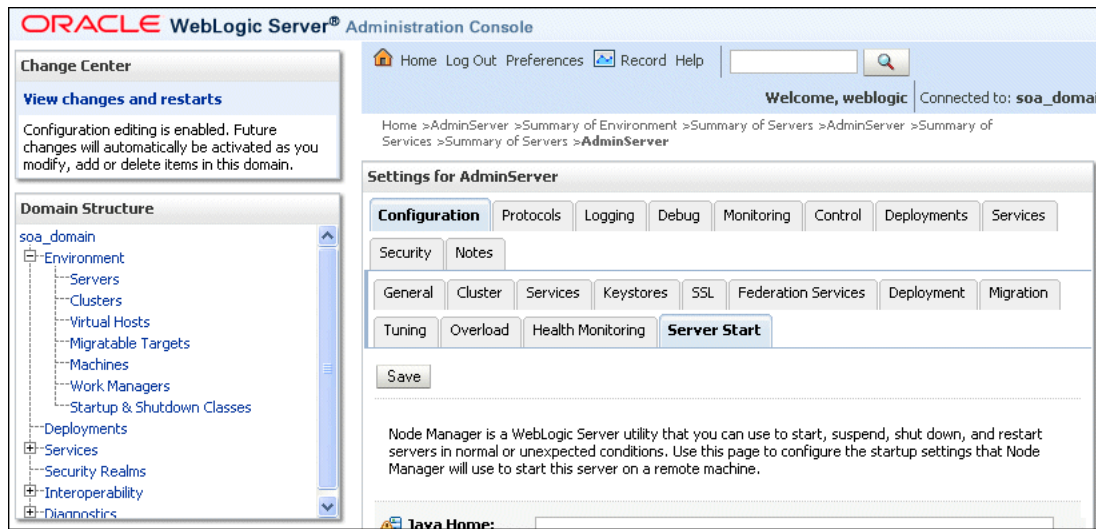 ORACLE WebLogic Server® Administration Console
Change Center
View changes and restarts
Configuration editing is enabled. Future
changes will automatically be activated as you
modify, add or delete items in this domain.
Domain Structure
soa_domain
Environment
Servers
Clusters
Virtual Hosts
Migratable Targets
Machines
Work Managers
Startup & Shutdown Classes
Deployments
Services
Security Realms
Interoperability
Diagnostics
Home Log Out Preferences Record Help
Welcome, weblogic Connected to: soa_domai
Home >AdminServer >Summary of Environment >Summary of Servers >AdminServer >Summary of
Services >Summary of Servers >AdminServer
Settings for AdminServer
Configuration Protocols Logging Debug Monitoring Control Deployments Services
Security Notes
General Cluster Services Keystores SSL Federation Services Deployment Migration
Tuning Overload Health Monitoring Server Start
Save
Node Manager is a WebLogic Server utility that you can use to start, suspend, shut down, and restart
servers in normal or unexpected conditions. Use this page to configure the startup settings that Node
Manager will use to start this server on a remote machine.
Java Home: